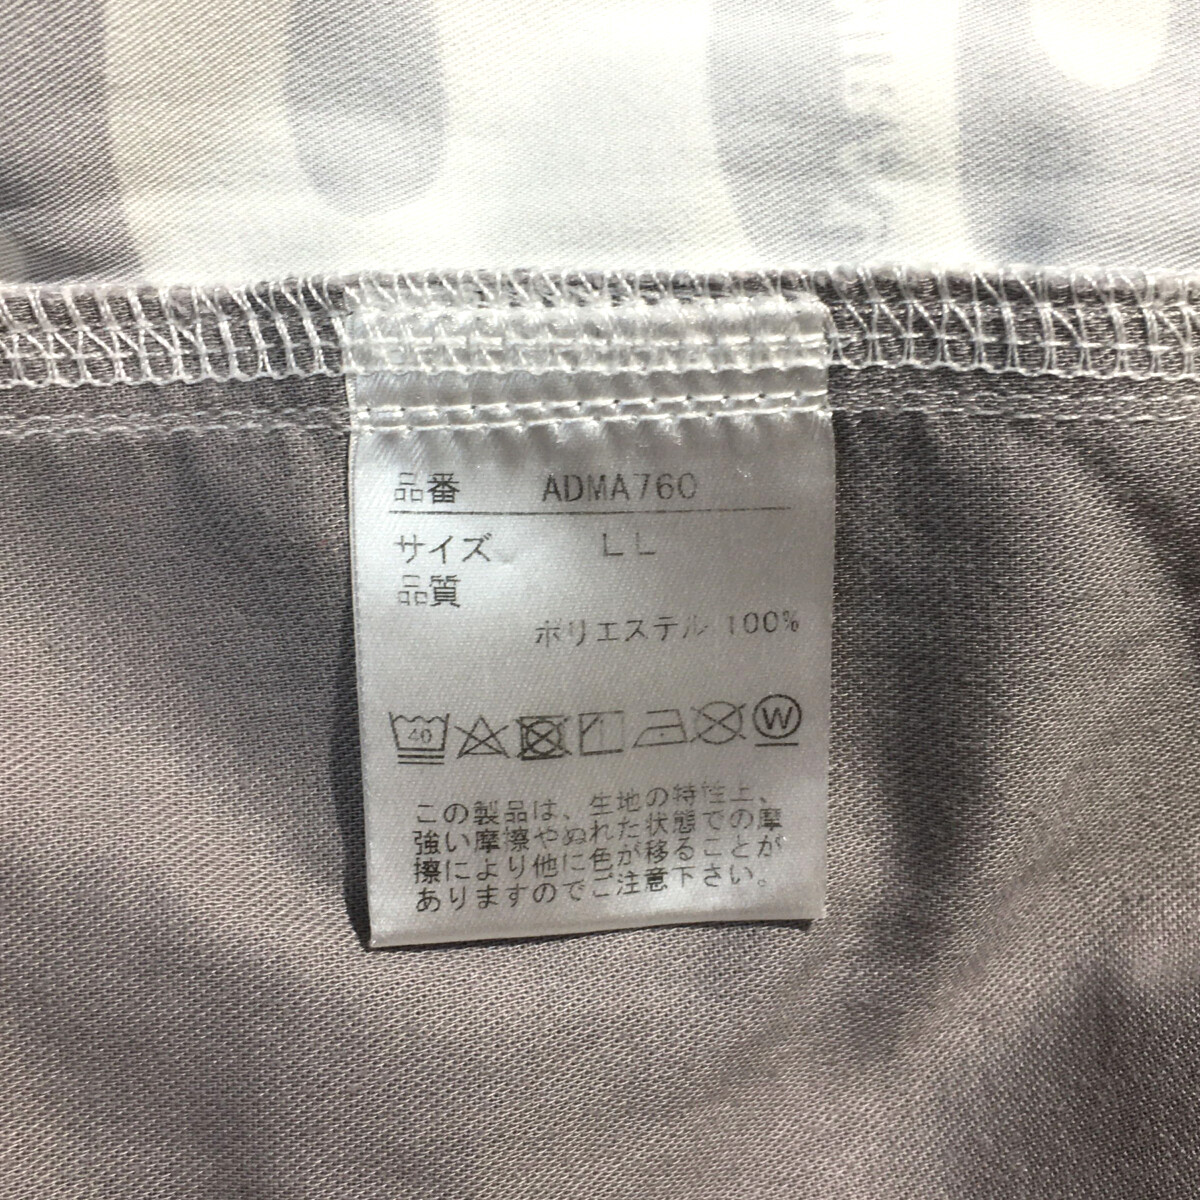 品番 ADMA760
サイズ LL
品質
ポリエステル 100%
40 W
この製品は、生地の特性上、
強い摩擦やぬれた状態での摩
擦により他に色が移ることが
ありますのでご注意下さい。